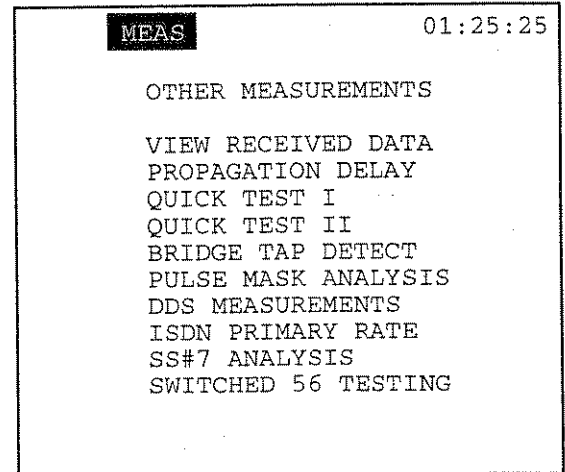 MEAS 01:25:25
OTHER MEASUREMENTS
VIEW RECEIVED DATA
PROPAGATION DELAY
QUICK TEST I
QUICK TEST II
BRIDGE TAP DETECT
PULSE MASK ANALYSIS
DDS MEASUREMENTS
ISDN PRIMARY RATE
SS#7 ANALYSIS
SWITCHED 56 TESTING